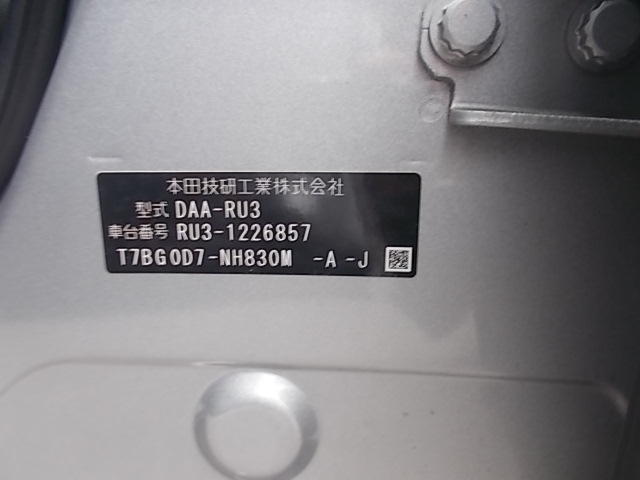 本田技研工業株式会社
型式 DAA-RU3
車台番号 RU3-1226857
T7BG0D7-NH830M -A -J